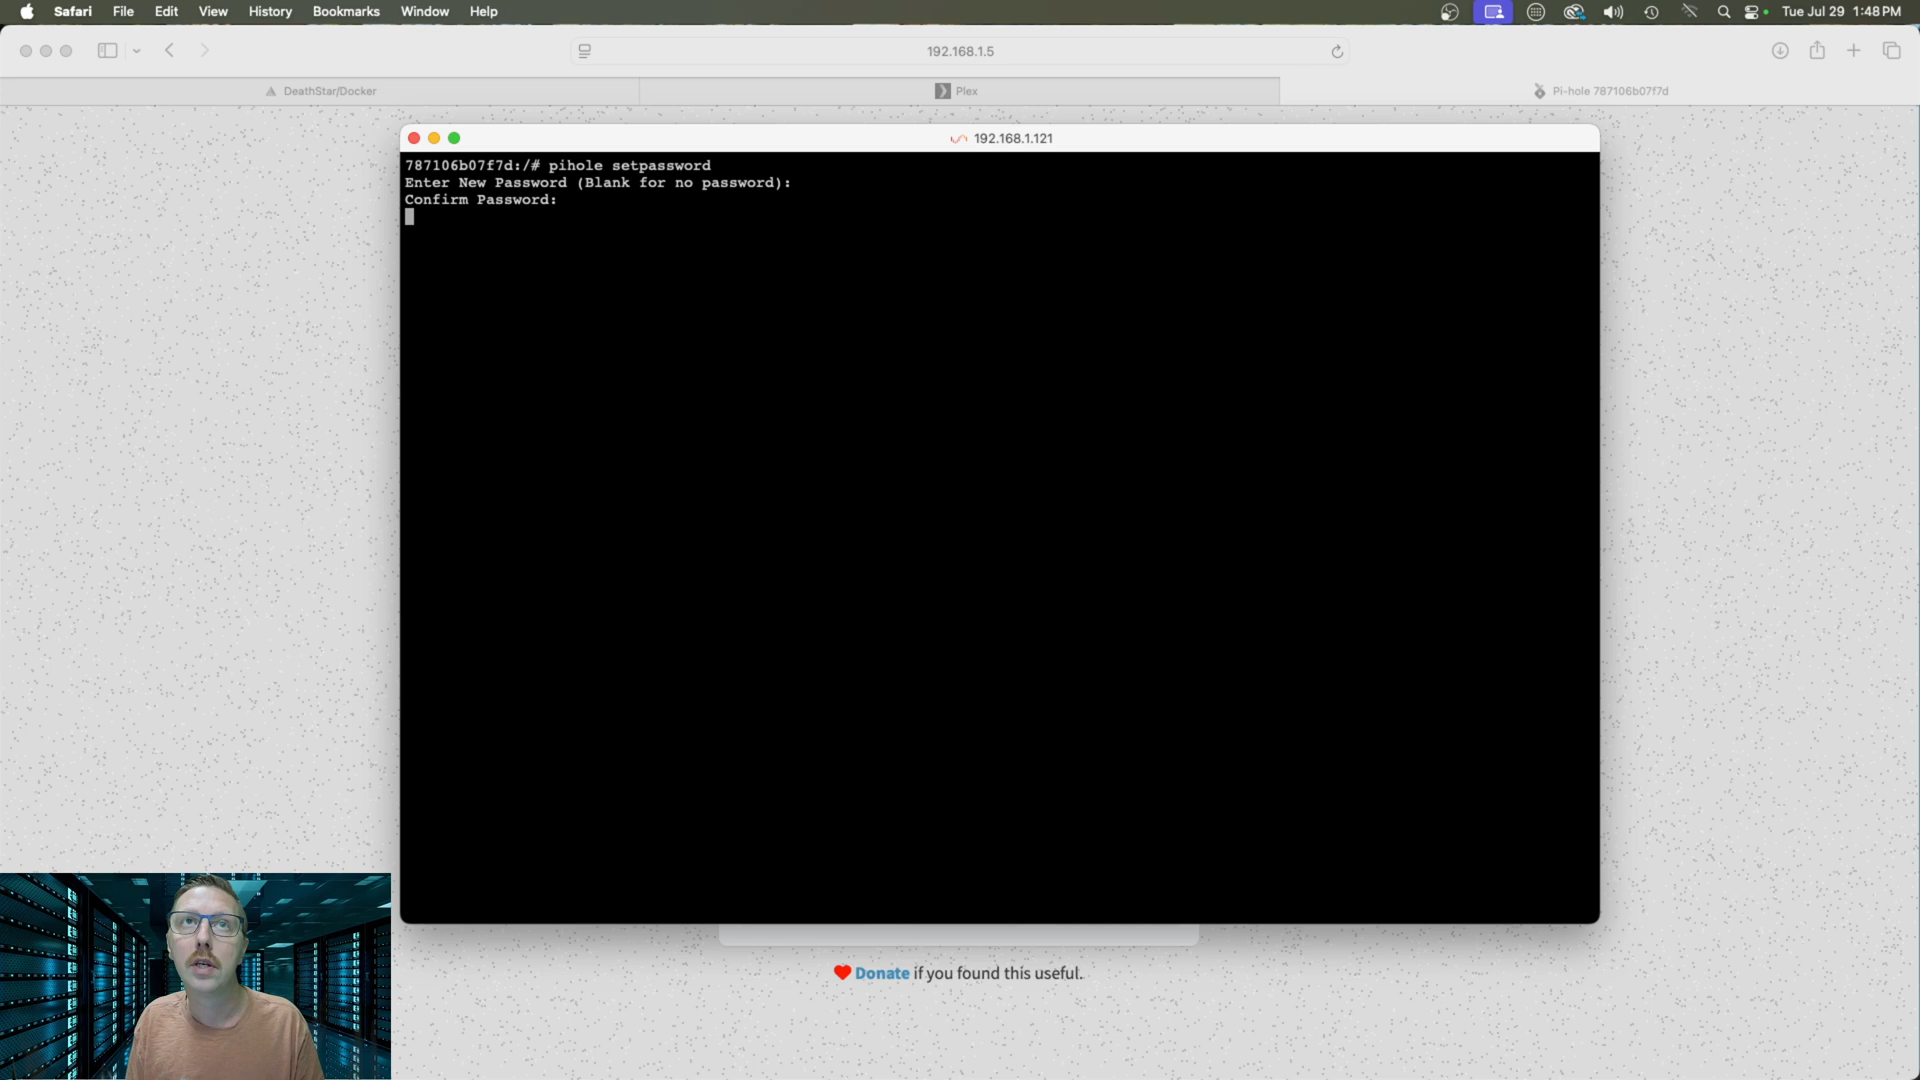 Safari File Edit View History Bookmarks Window Help Tue Jul 29 1:48 PM
192.168.1.5
DeathStar/Docker Plex Pi-hole 787106b07f7d
192.168.1.121
787106b07f7d:/# pihole setpassword
Enter New Password (Blank for no password):
Confirm Password:
Donate if you found this useful.